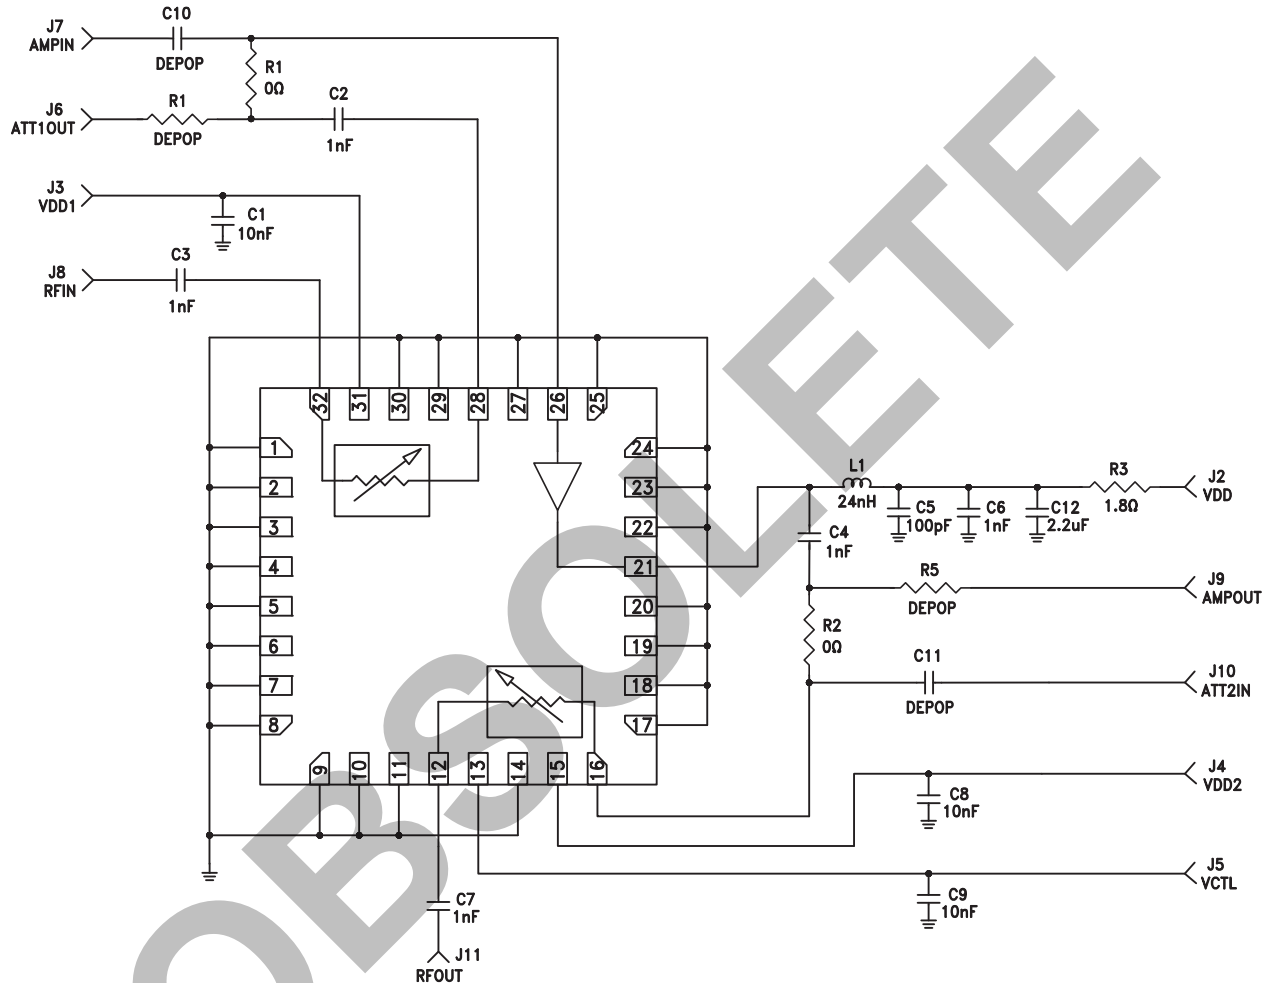 C10
J7
AMPIN
DEPOP
R1
0Ω
C2
R1
J6
ATT1OUT
DEPOP
1nF
J3
VDD1
C1
10nF
C3
J8
RFIN
1nF
32
31
30
29
28
27
26
25
1
2
3
4
5
6
7
8
24
23
22
21
20
19
18
17
9
10
11
12
13
14
15
16
L1
24nH
C5
100pF
C6
1nF
C12
2.2uF
R3
1.8Ω
J2
VDD
C4
1nF
R5
DEPOP
J9
AMPOUT
R2
0Ω
C11
DEPOP
J10
ATT2IN
J4
VDD2
C8
10nF
J5
VCTL
C9
10nF
C7
1nF
J11
RFOUT
OBSOLETE